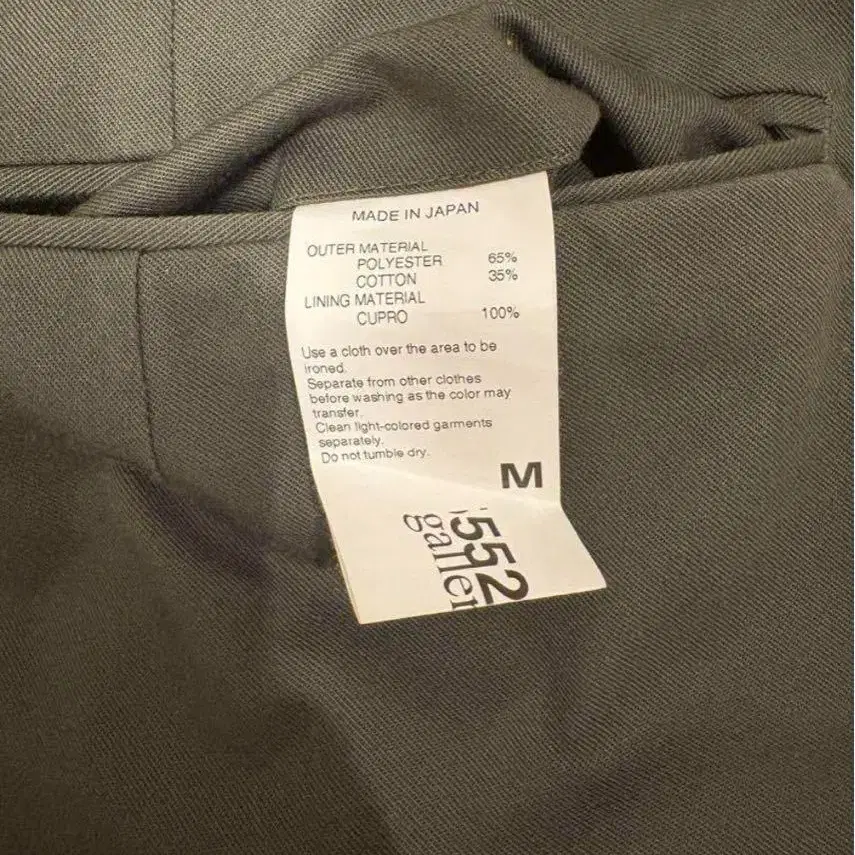 MADE IN JAPAN
OUTER MATERIAL
POLYESTER 65%
COTTON 35%
LINING MATERIAL
CUPRO 100%
Use a cloth over the area to be
ironed.
Separate from other clothes
before washing as the color may
transfer.
Clean light-colored garments
separately.
Do not tumble dry.
M
552
galler